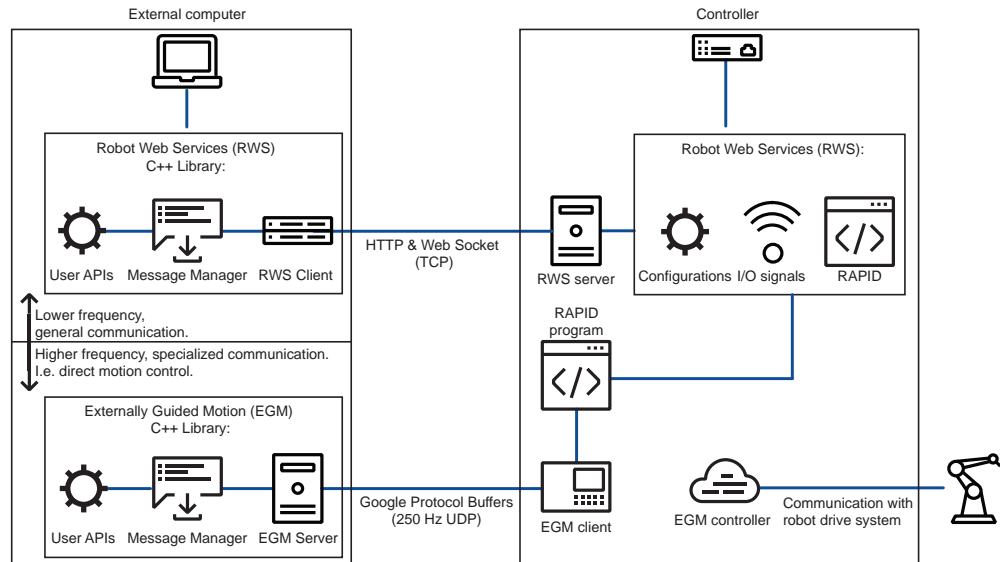 External computer
Controller
Robot Web Services (RWS)
C++ Library:
User APIs
Message Manager
RWS Client
HTTP & Web Socket
(TCP)
RWS server
Robot Web Services (RWS):
Configurations
I/O signals
RAPID
Lower frequency,
general communication.
Higher frequency, specialized communication.
I.e. direct motion control.
RAPID
program
Externally Guided Motion (EGM)
C++ Library:
User APIs
Message Manager
EGM Server
Google Protocol Buffers
(250 Hz UDP)
EGM client
EGM controller
Communication with
robot drive system